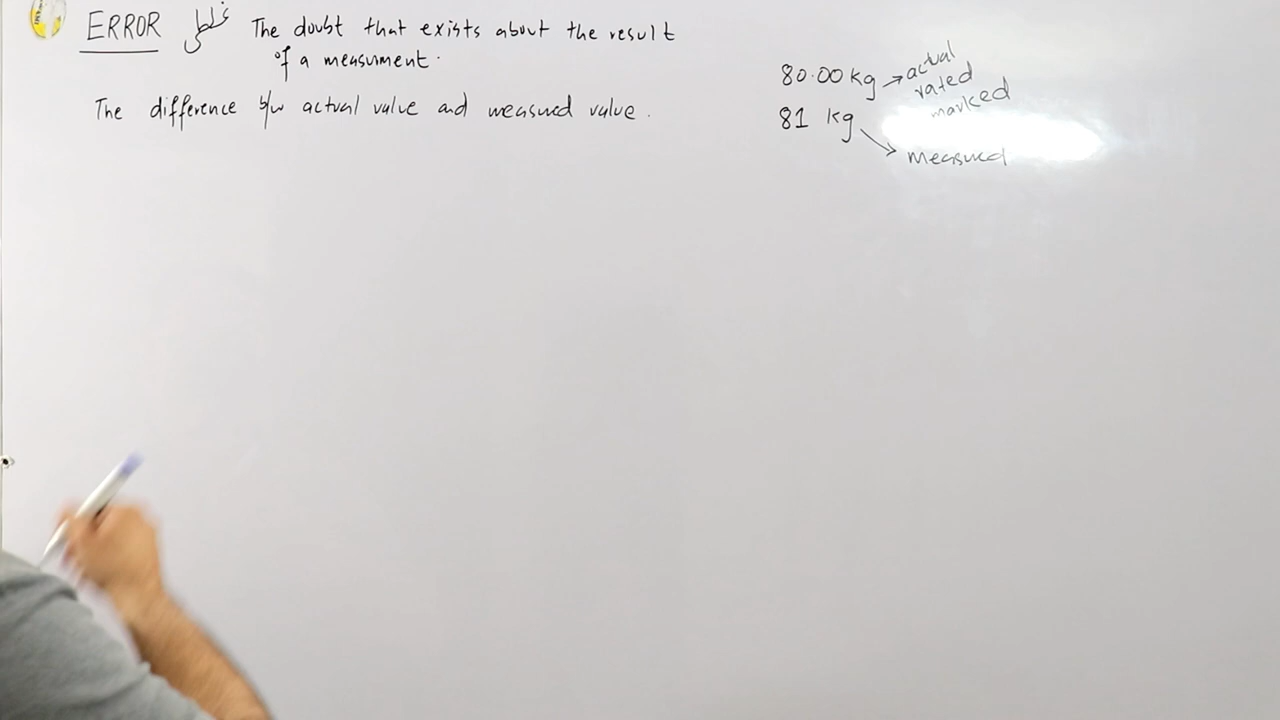 ERROR غلطی The doubt that exists about the result
of a measurment.
The difference b/w actual value and measured value.
80.00 kg → actual
rated
marked
81 kg
→ measured